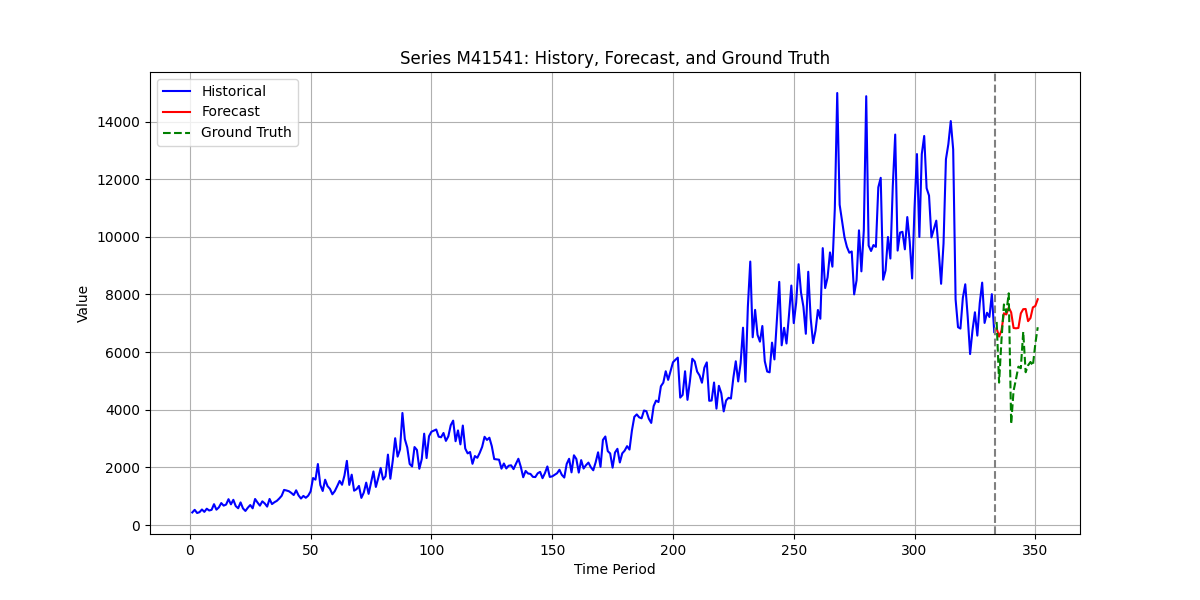 Series M41541: History, Forecast, and Ground Truth
Historical
Forecast
Ground Truth
14000
12000
10000
8000
6000
4000
2000
0
Value
0 50 100 150 200 250 300 350
Time Period